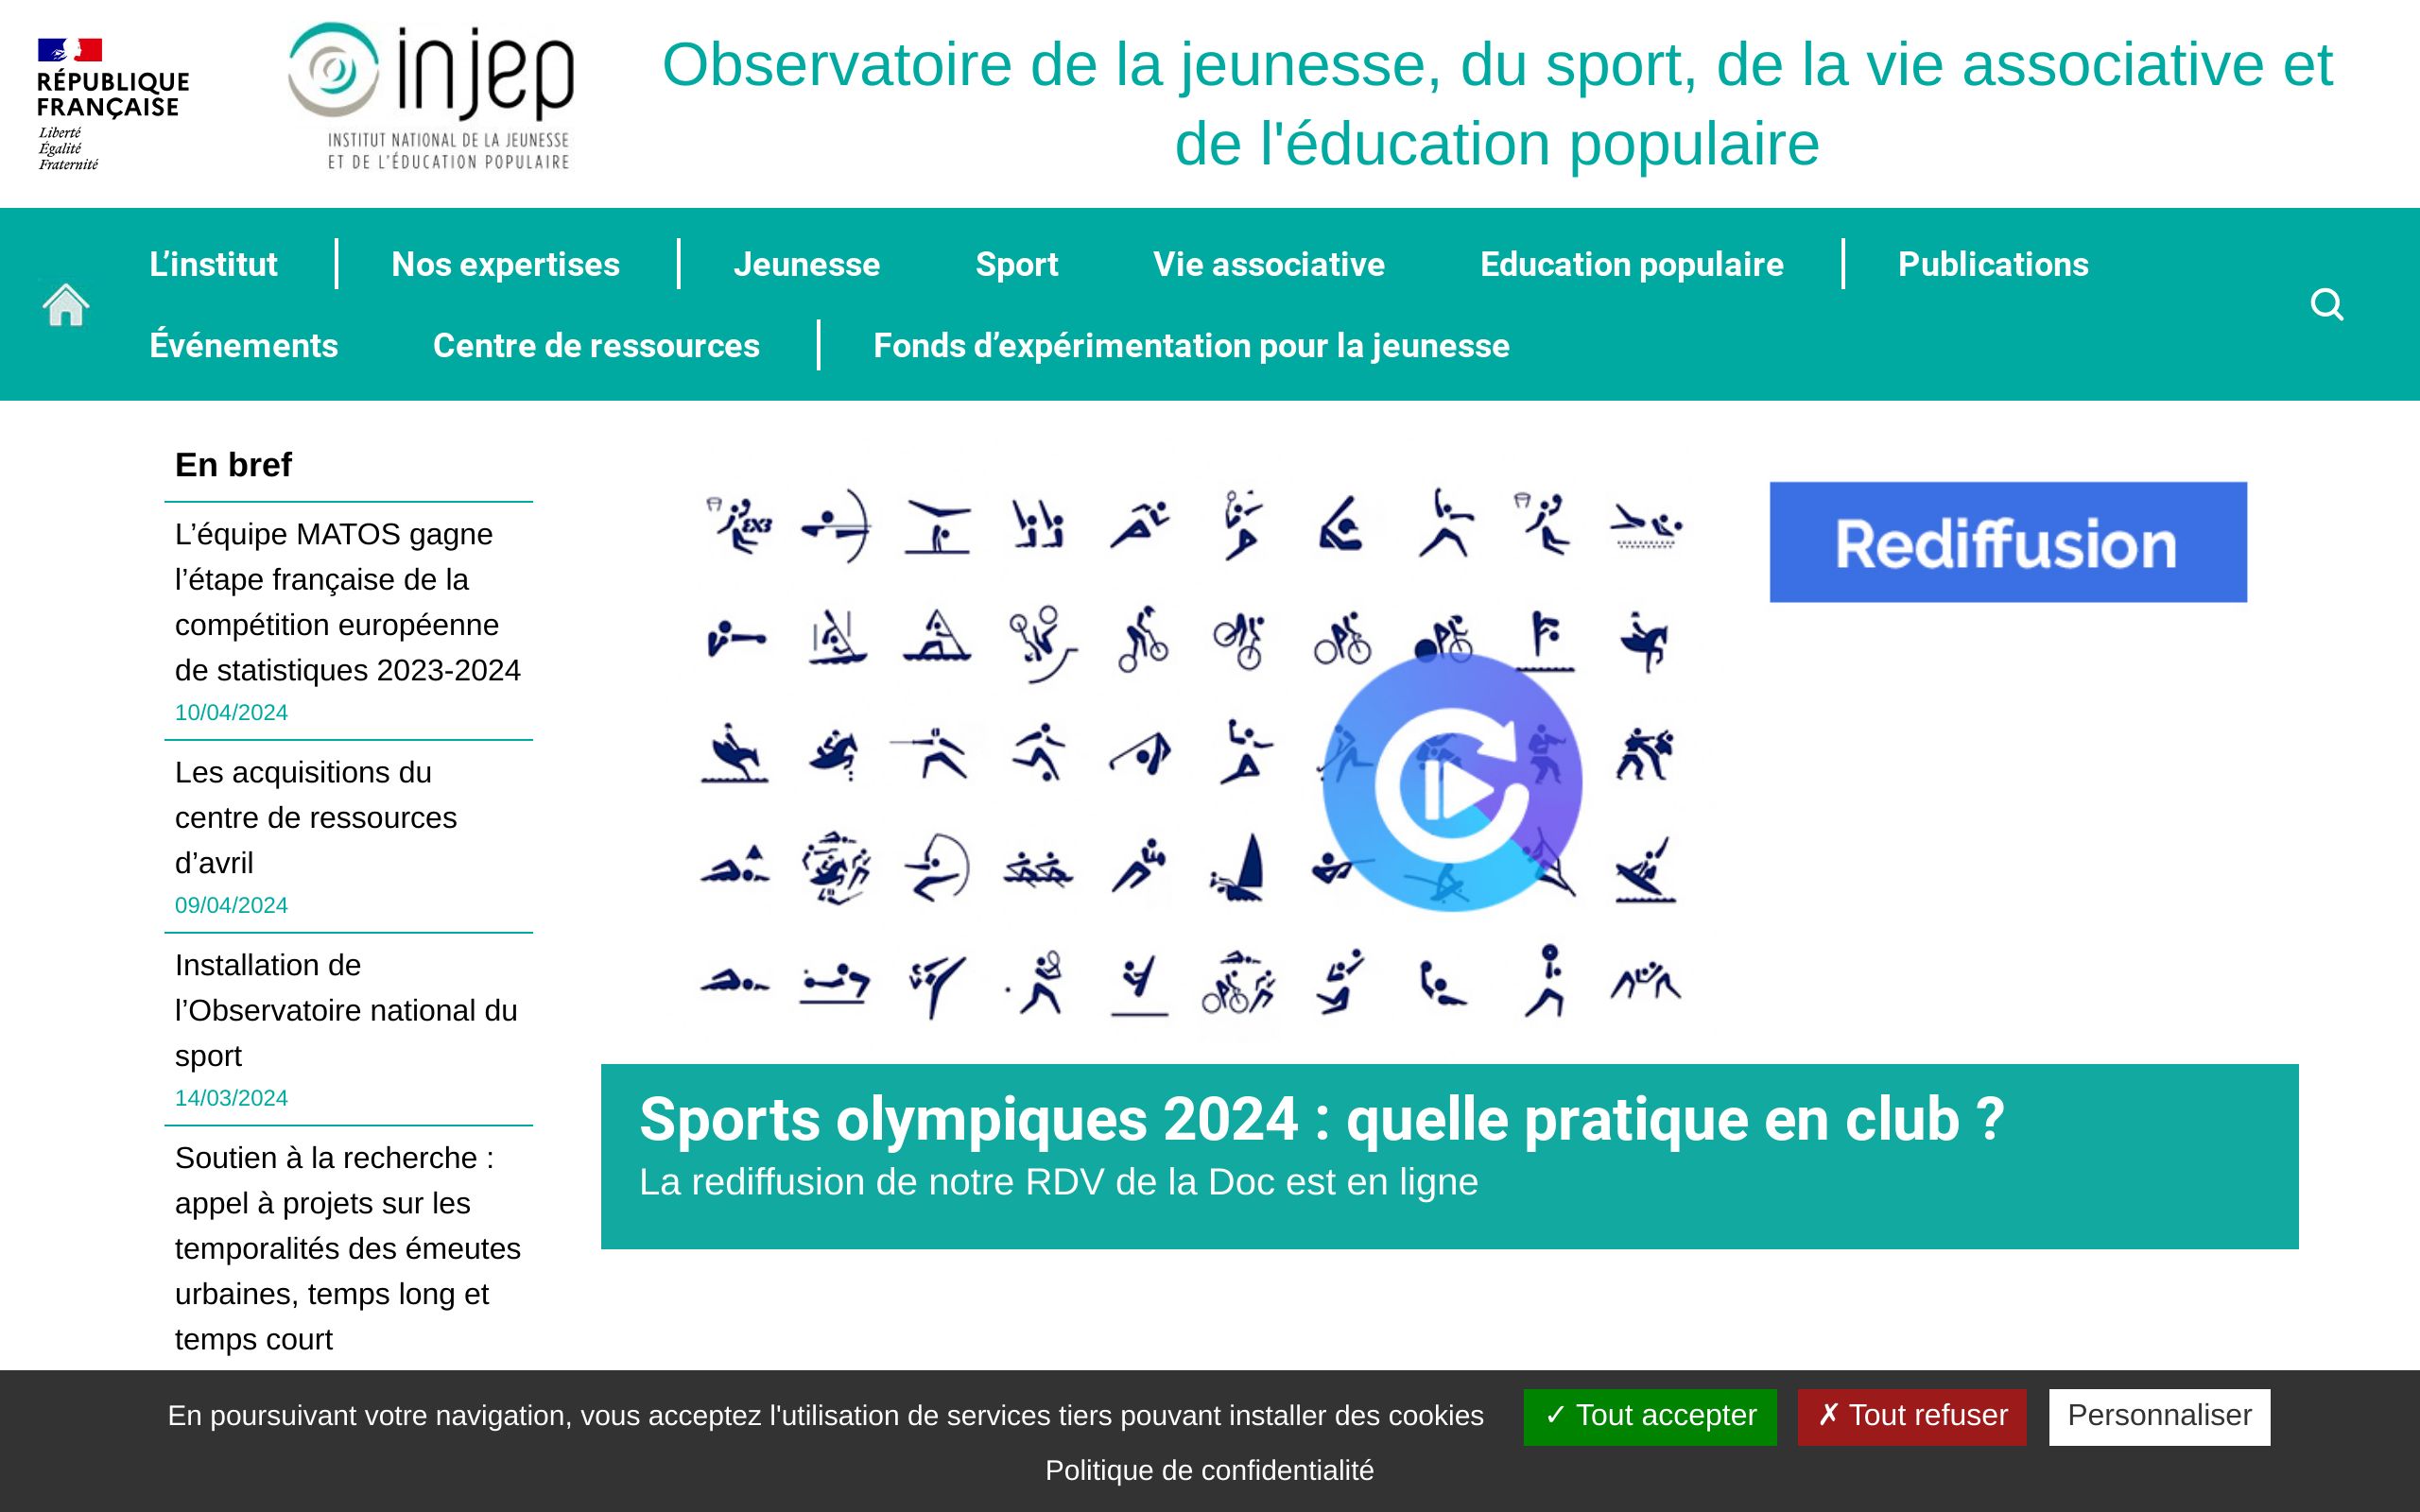 RÉPUBLIQUE
FRANÇAISE
Liberté
Égalité
Fraternité
injep
INSTITUT NATIONAL DE LA JEUNESSE
ET DE L'ÉDUCATION POPULAIRE
Observatoire de la jeunesse, du sport, de la vie associative et
de l'éducation populaire
L’institut
Nos expertises
Jeunesse
Sport
Vie associative
Education populaire
Publications
Événements
Centre de ressources
Fonds d’expérimentation pour la jeunesse
En bref
L’équipe MATOS gagne
l’étape française de la
compétition européenne
de statistiques 2023-2024
10/04/2024
Les acquisitions du
centre de ressources
d’avril
09/04/2024
Installation de
l’Observatoire national du
sport
14/03/2024
Soutien à la recherche :
appel à projets sur les
temporalités des émeutes
urbaines, temps long et
temps court
EX3
Rediffusion
Sports olympiques 2024 : quelle pratique en club ?
La rediffusion de notre RDV de la Doc est en ligne
En poursuivant votre navigation, vous acceptez l'utilisation de services tiers pouvant installer des cookies
✓ Tout accepter
✗ Tout refuser
Personnaliser
Politique de confidentialité